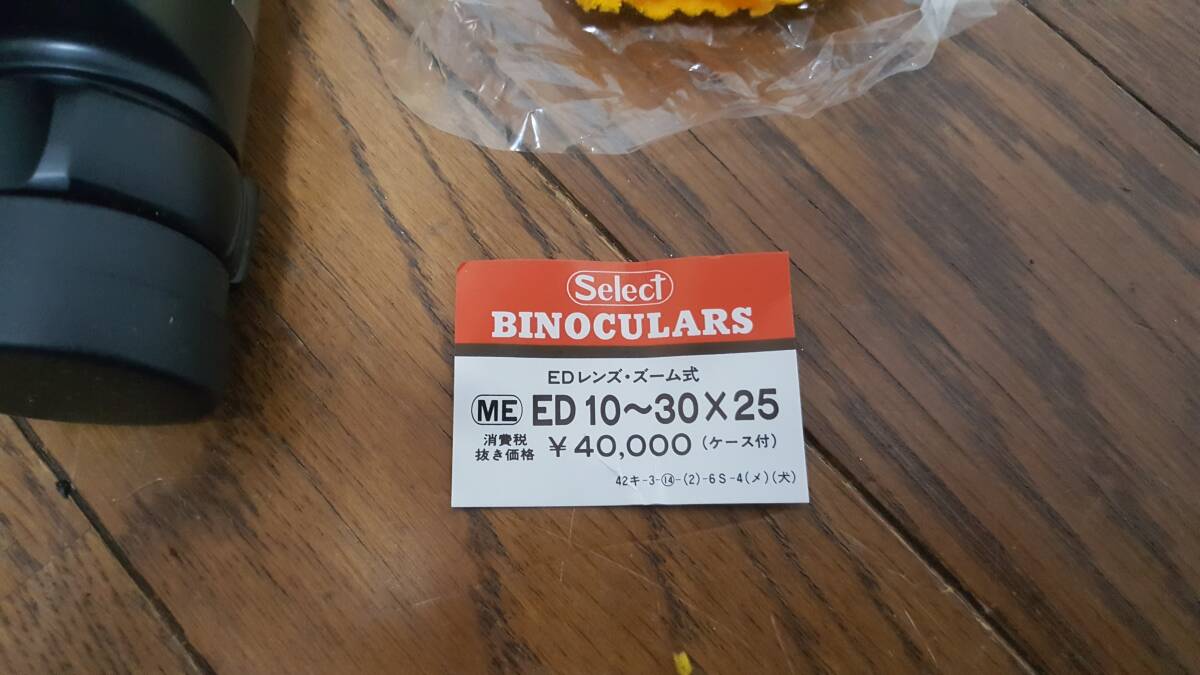 Select
BINOCULARS
EDレンズ・ズーム式
ME ED 10〜30×25
消費税
抜き価格 ¥40,000(ケース付)
42キ-3-⑭-(2)-6S-4(メ)(犬)